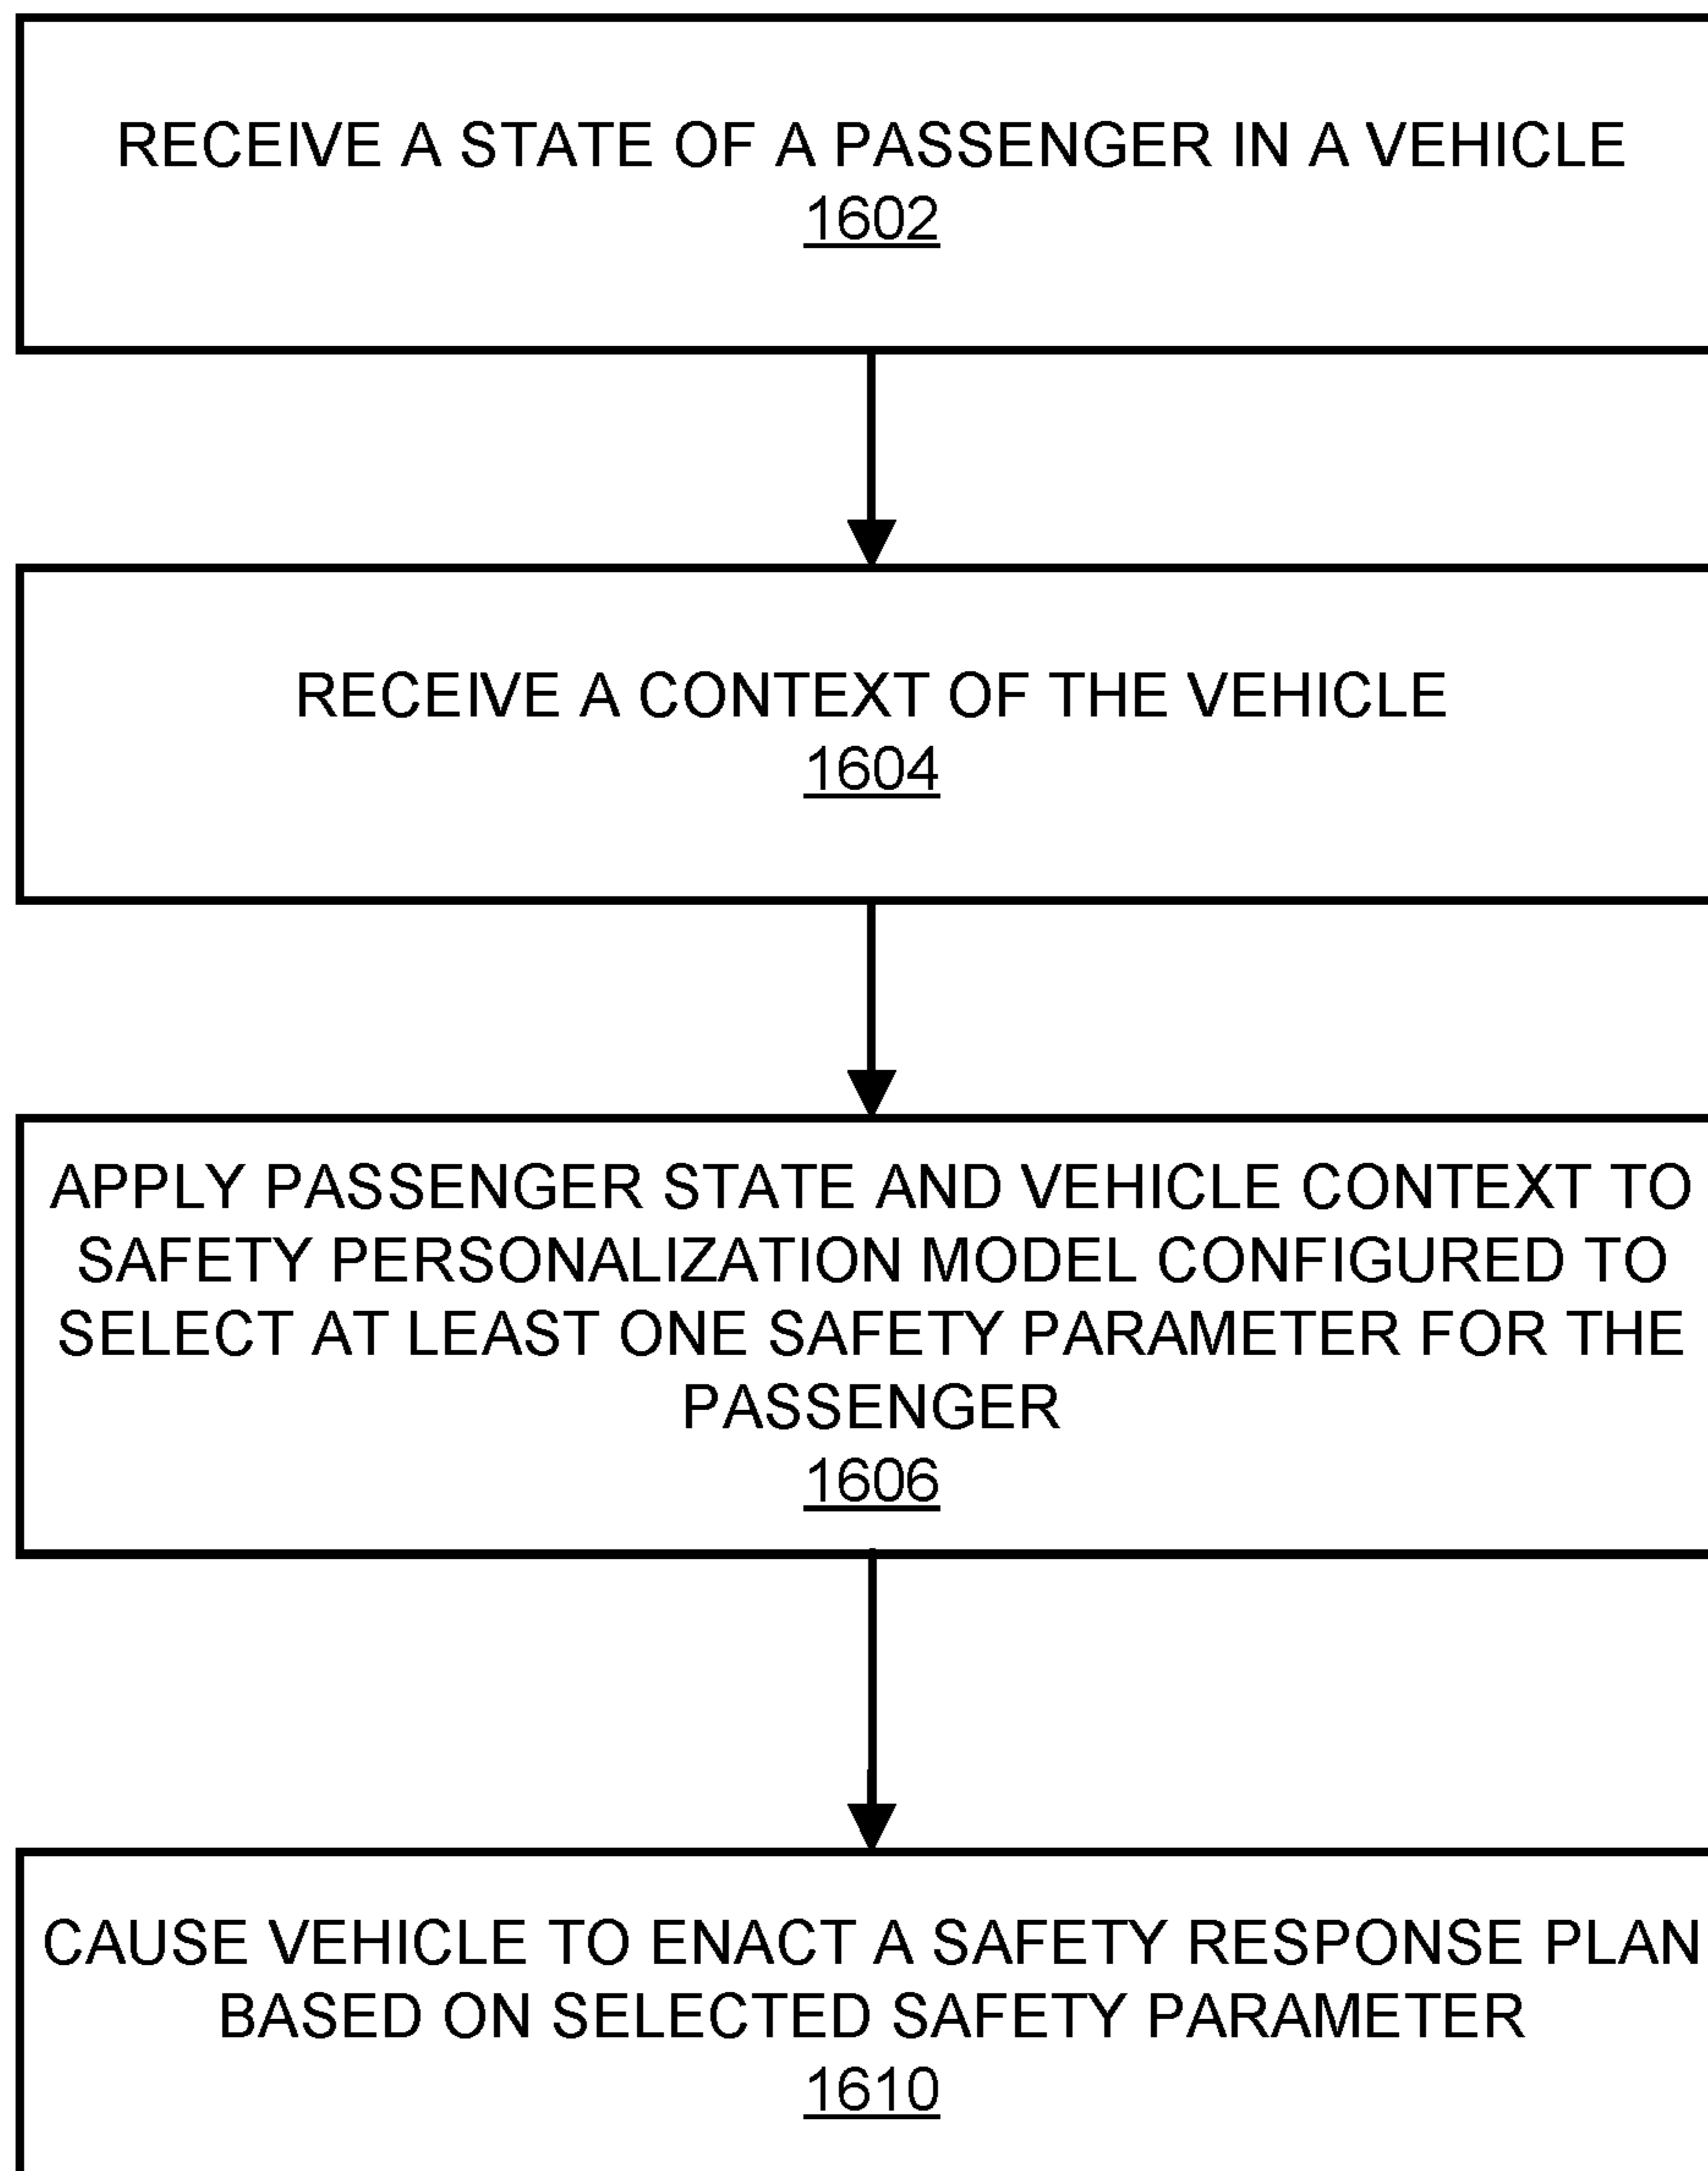 RECEIVE A STATE OF A PASSENGER IN A VEHICLE
1602
RECEIVE A CONTEXT OF THE VEHICLE
1604
APPLY PASSENGER STATE AND VEHICLE CONTEXT TO
SAFETY PERSONALIZATION MODEL CONFIGURED TO
SELECT AT LEAST ONE SAFETY PARAMETER FOR THE
PASSENGER
1606
CAUSE VEHICLE TO ENACT A SAFETY RESPONSE PLAN
BASED ON SELECTED SAFETY PARAMETER
1610